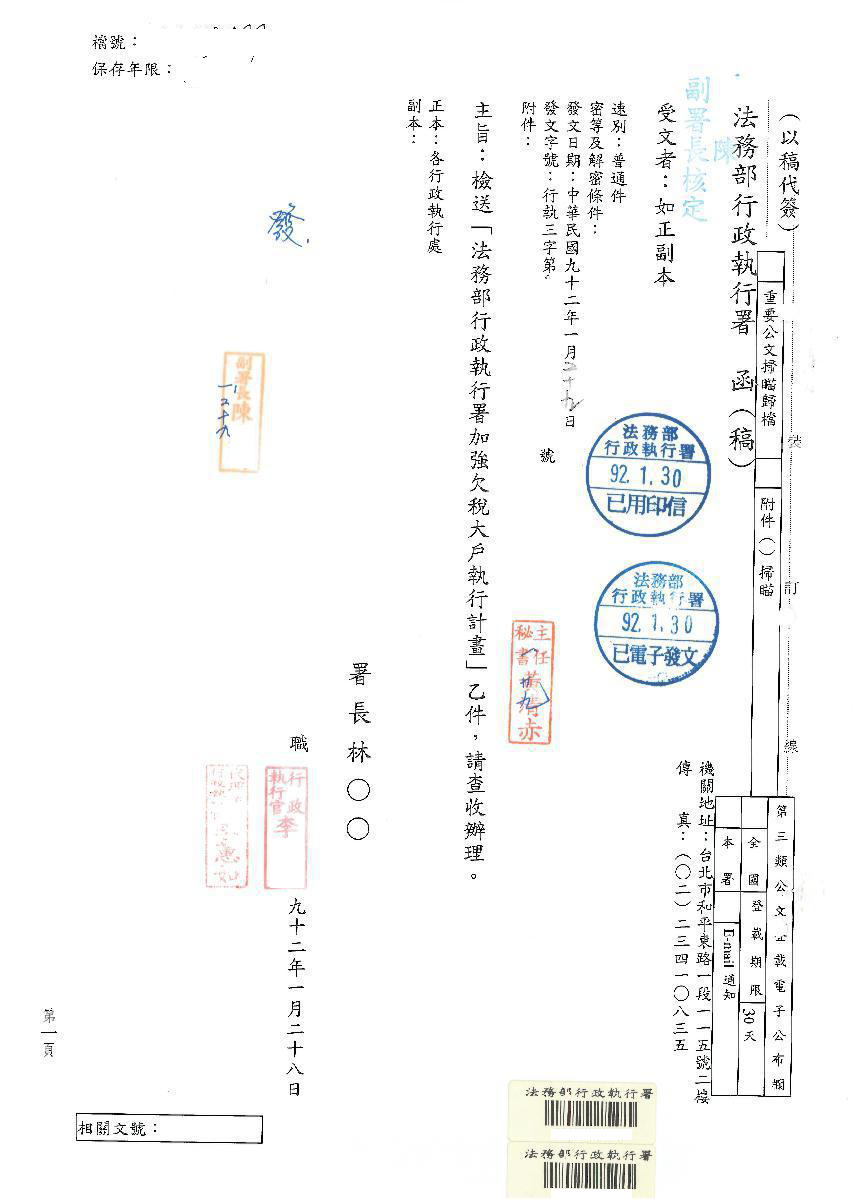 檔號：
保存年限：
（以稿代簽）
裝
訂
線
重要公文掃瞄歸檔
附件（）掃瞄
第三類公文登載電子公布欄
全國
登載期限
30天
本署
E-mail通知
法務部行政執行署　函（稿）
陳
副署長核定
機關地址：台北市和平東路一段一一五號二樓
傳　真：（〇二）二三四一〇八三五
受文者：如正副本
速別：普通件
密等及解密條件：
發文日期：中華民國九十二年一月二十九日
發文字號：行執三字第
號
附件：
法務部
行政執行署
92.1.30
已用印信
法務部
行政執行署
92.1.30
已電子發文
主任
秘書
黃清赤
主旨：檢送「法務部行政執行署加強欠稅大戶執行計畫」乙件，請查收辦理。
正本：各行政執行處
副本：
署長林〇〇
發
副署長陳
職
行政
執行官
李
九十二年一月二十八日
第一頁
相關文號：
法務部行政執行署
法務部行政執行署